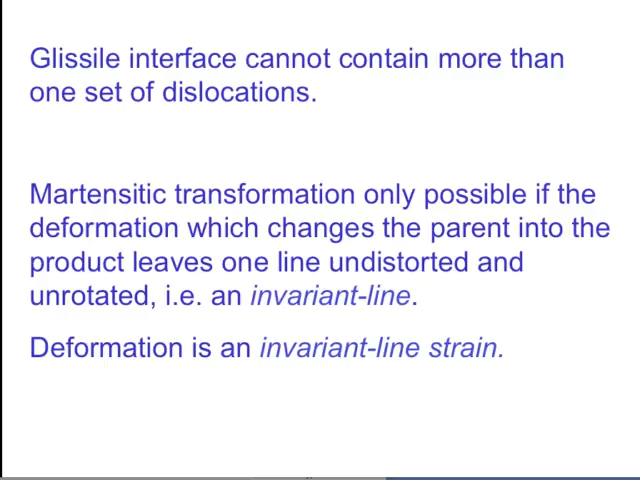 Glissile interface cannot contain more than
one set of dislocations.
Martensitic transformation only possible if the
deformation which changes the parent into the
product leaves one line undistorted and
unrotated, i.e. an invariant-line.
Deformation is an invariant-line strain.